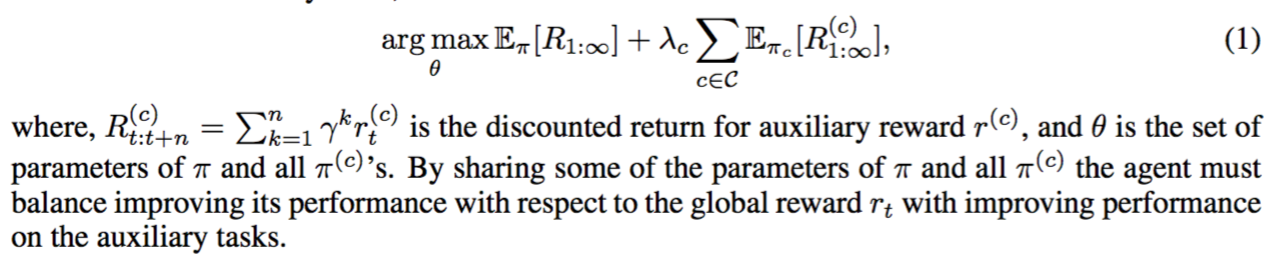 arg max_θ 𝔼_π[R_{1:∞}] + λ_c ∑_{c∈𝒞} 𝔼_{π_c}[R_{1:∞}^{(c)}], (1)
where, R_{t:t+n}^{(c)} = ∑_{k=1}^{n} γ^k r_t^{(c)} is the discounted return for auxiliary reward r^{(c)}, and θ is the set of
parameters of π and all π^{(c)}'s. By sharing some of the parameters of π and all π^{(c)} the agent must
balance improving its performance with respect to the global reward r_t with improving performance
on the auxiliary tasks.